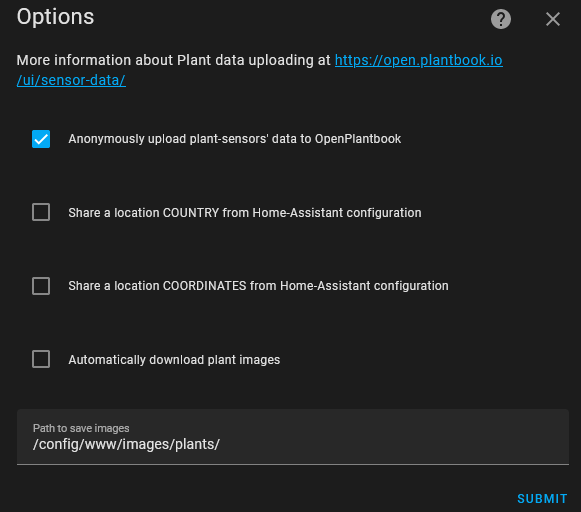 Options
More information about Plant data uploading at https://open.plantbook.io
/ui/sensor-data/
Anonymously upload plant-sensors' data to OpenPlantbook
Share a location COUNTRY from Home-Assistant configuration
Share a location COORDINATES from Home-Assistant configuration
Automatically download plant images
Path to save images
/config/www/images/plants/
SUBMIT